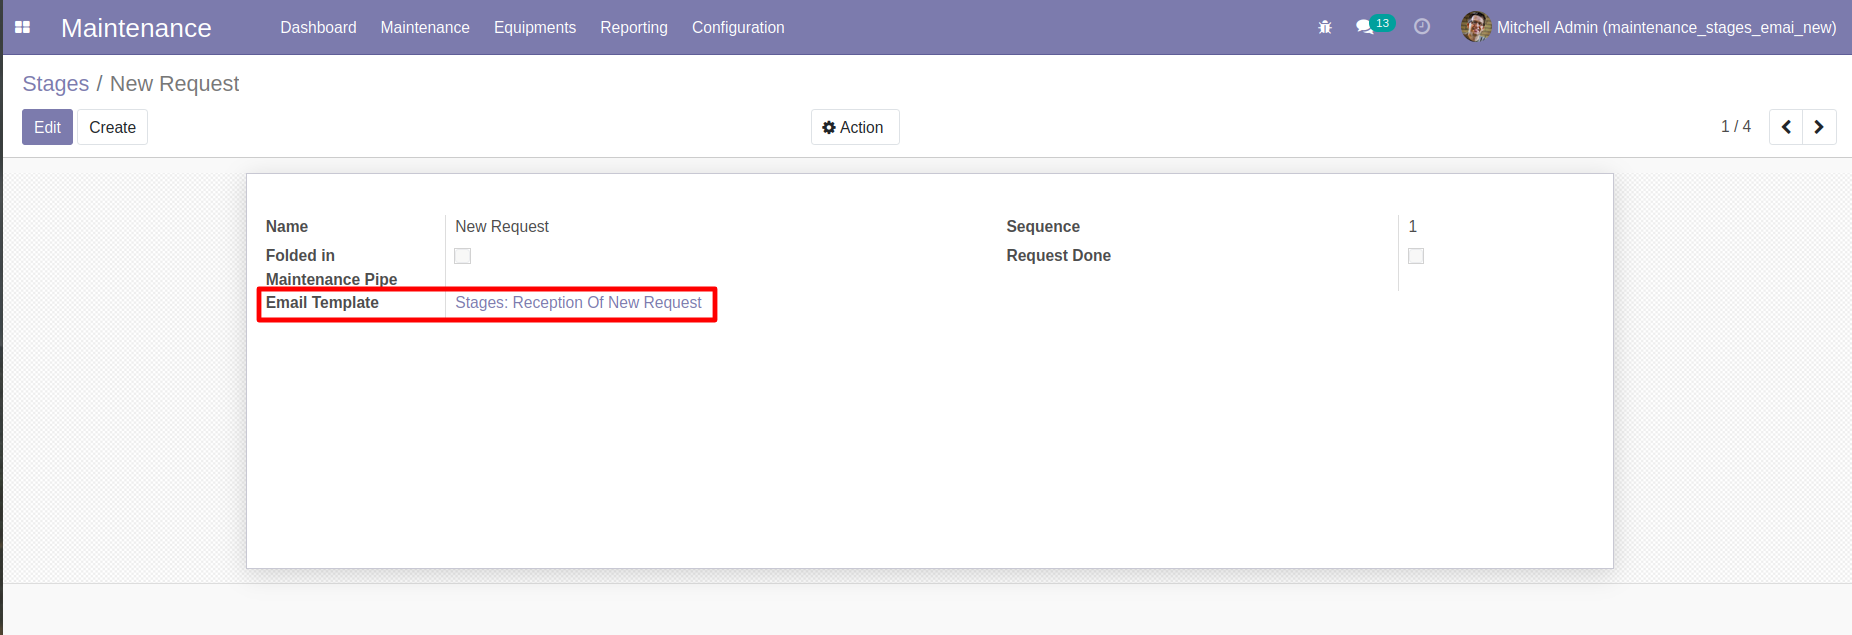 Maintenance Dashboard Maintenance Equipments Reporting Configuration 13 Mitchell Admin (maintenance_stages_emai_new)
Stages / New Request
Edit Create Action 1 / 4
Name New Request Sequence 1
Folded in Request Done
Maintenance Pipe
Email Template Stages: Reception Of New Request